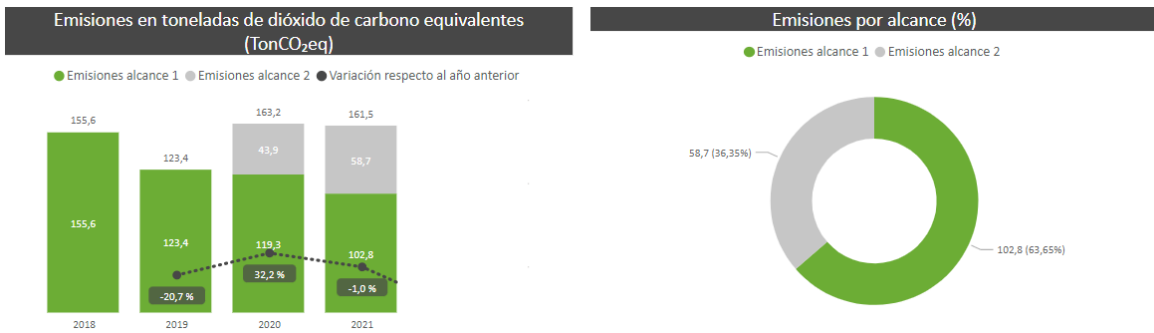 Emisiones en toneladas de dióxido de carbono equivalentes
(TonCO₂eq)
Emisiones alcance 1 Emisiones alcance 2 Variación respecto al año anterior
155,6
123,4
163,2
161,5
43,9
58,7
155,6
123,4
119,3
102,8
-20,7 %
32,2 %
-1,0 %
2018 2019 2020 2021
Emisiones por alcance (%)
Emisiones alcance 1 Emisiones alcance 2
58,7 (36,35%)
102,8 (63,65%)